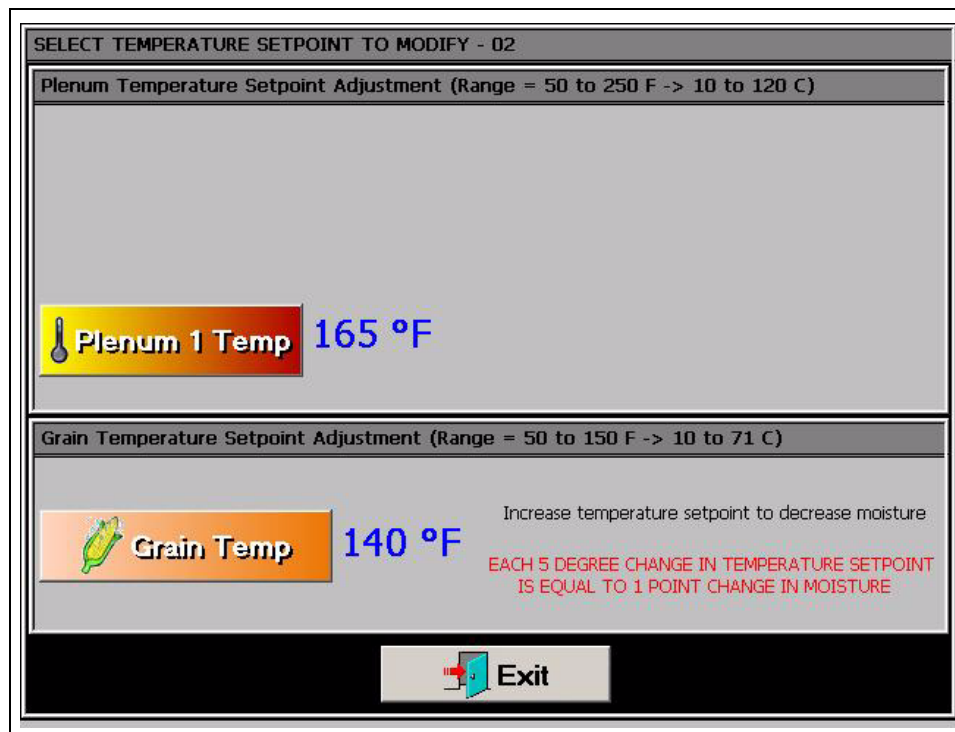 SELECT TEMPERATURE SETPOINT TO MODIFY - 02
Plenum Temperature Setpoint Adjustment (Range = 50 to 250 F -> 10 to 120 C)
Plenum 1 Temp 165 ºF
Grain Temperature Setpoint Adjustment (Range = 50 to 150 F -> 10 to 71 C)
Grain Temp 140 ºF
Increase temperature setpoint to decrease moisture
EACH 5 DEGREE CHANGE IN TEMPERATURE SETPOINT
IS EQUAL TO 1 POINT CHANGE IN MOISTURE
Exit